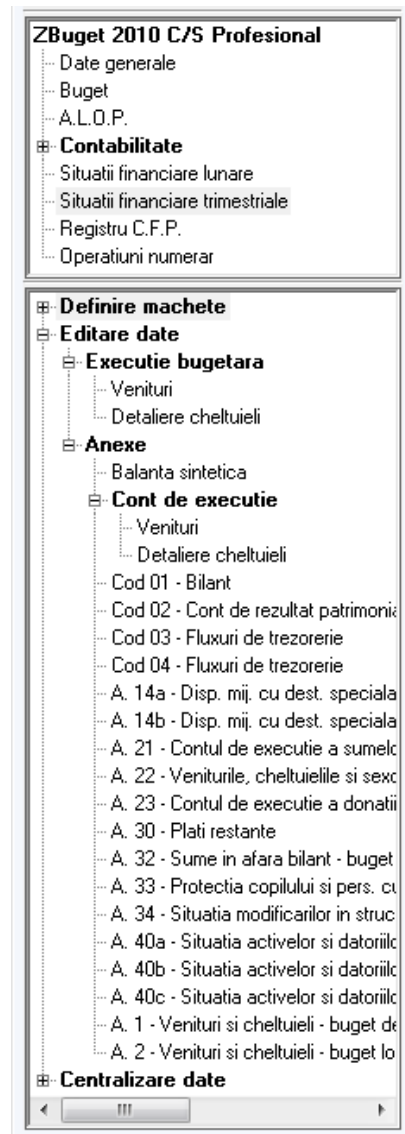 ZBuget 2010 C/S Profesional
Date generale
Buget
A.L.O.P.
Contabilitate
Situatii financiare lunare
Situatii financiare trimestriale
Registru C.F.P.
Operatiuni numerar
Definire machete
Editare date
Executie bugetara
Venituri
Detaliere cheltuieli
Anexe
Balanta sintetica
Cont de executie
Venituri
Detaliere cheltuieli
Cod 01 - Bilant
Cod 02 - Cont de rezultat patrimonia
Cod 03 - Fluxuri de trezorerie
Cod 04 - Fluxuri de trezorerie
A. 14a - Disp. mij. cu dest. speciala
A. 14b - Disp. mij. cu dest. speciala
A. 21 - Contul de executie a sumelo
A. 22 - Veniturile, cheltuielile si
A. 23 - Contul de executie a donatii
A. 30 - Plati restante
A. 32 - Sume in afara bilant - buget
A. 33 - Protectia copilului si pers. cu
A. 34 - Situatia modificarilor in struc
A. 40a - Situatia activelor si datoriilo
A. 40b - Situatia activelor si datoriilo
A. 40c - Situatia activelor si datoriilo
A. 1 - Venituri si cheltuieli - buget de
A. 2 - Venituri si cheltuieli - buget lo
Centralizare date